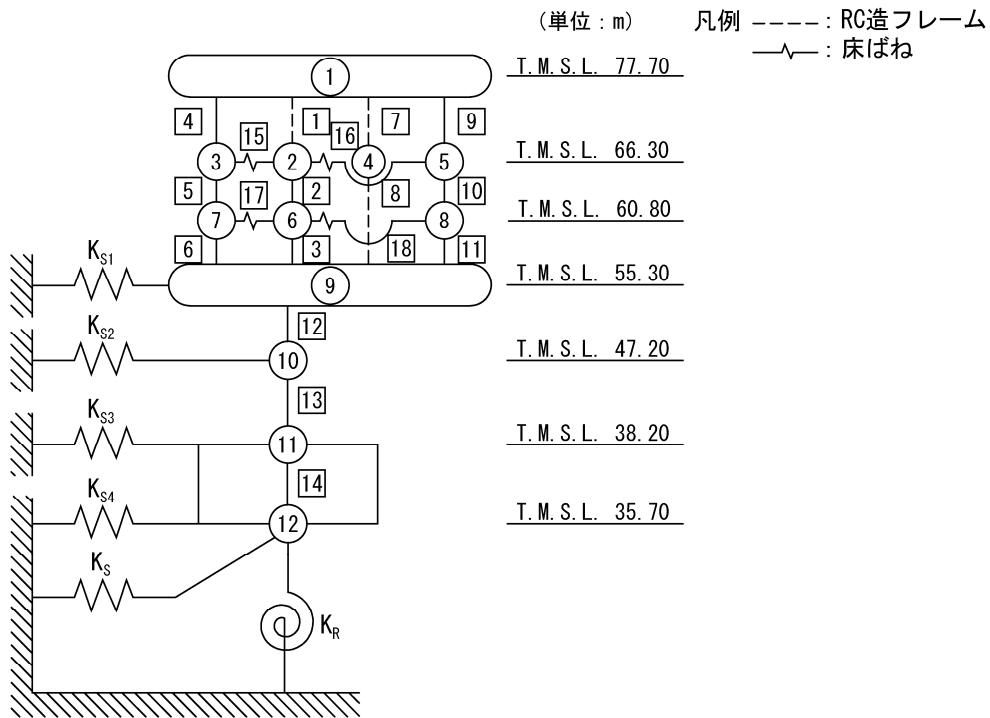 (単位：m) 凡例 ----- : RC造フレーム
: 床ばね
1 T.M.S.L. 77.70
4 1 7 9
15 16
3 2 4 5 T.M.S.L. 66.30
5 17 2 8 10
7 6 8 T.M.S.L. 60.80
6 3 18 11
KS1 9 T.M.S.L. 55.30
12
KS2 10 T.M.S.L. 47.20
13
KS3 11 T.M.S.L. 38.20
14
KS4 12 T.M.S.L. 35.70
KS
KR